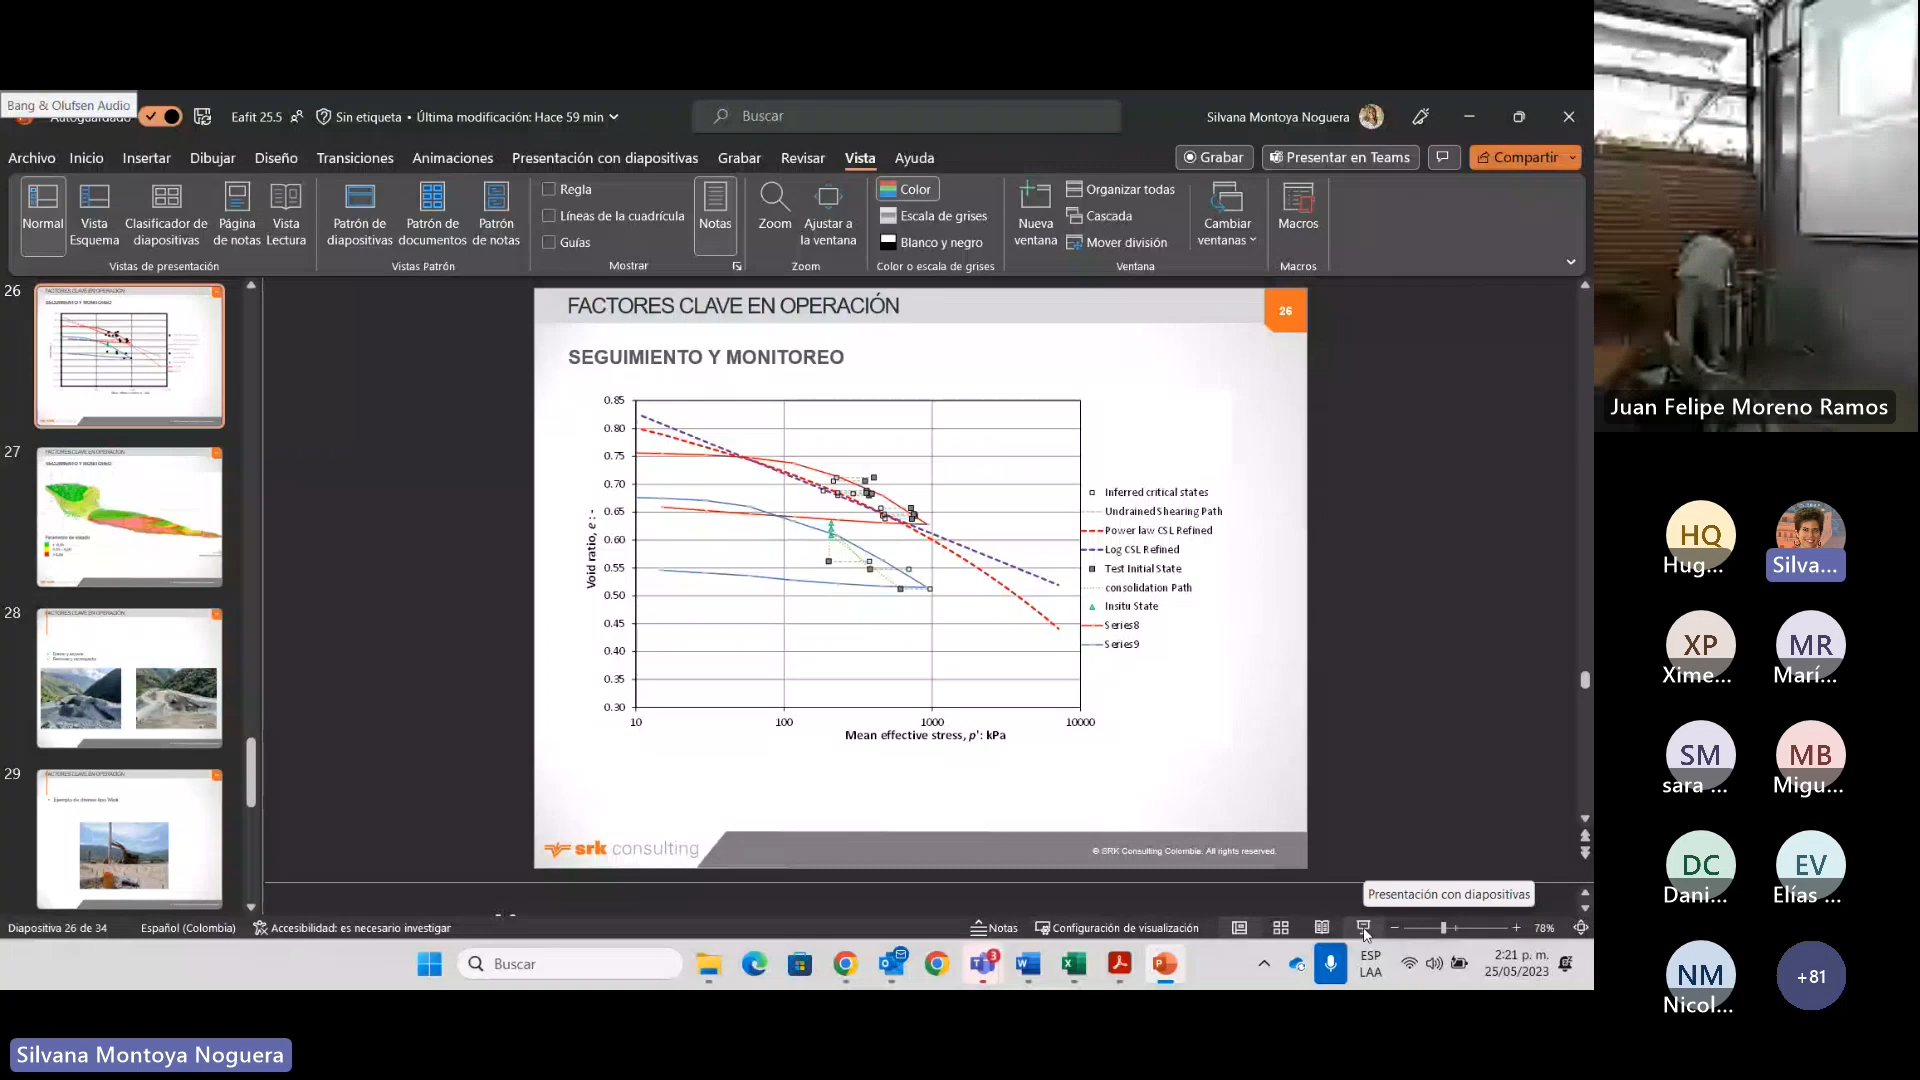 Bang & Olufsen Audio
Eafit 25.5
Sin etiqueta • Última modificación: Hace 59 min
Buscar
Silvana Montoya Noguera
Archivo Inicio Insertar Dibujar Diseño Transiciones Animaciones Presentación con diapositivas Grabar Revisar Vista Ayuda
Grabar
Presentar en Teams
Compartir
Normal
Vista Esquema
Clasificador de diapositivas
Página de notas
Vista Lectura
Vistas de presentación
Patrón de diapositivas
Patrón de documentos
Patrón de notas
Vistas Patrón
Regla
Líneas de la cuadrícula
Guías
Mostrar
Notas
Zoom
Ajustar a la ventana
Zoom
Color
Escala de grises
Blanco y negro
Color o escala de grises
Nueva ventana
Organizar todas
Cascada
Mover división
Cambiar ventanas
Ventana
Macros
Macros
26
27
28
29
FACTORES CLAVE EN OPERACIÓN
26
SEGUIMIENTO Y MONITOREO
0.85
0.80
0.75
0.70
0.65
0.60
0.55
0.50
0.45
0.40
0.35
0.30
Void ratio, e : -
10
100
1000
10000
Mean effective stress, p': kPa
Inferred critical states
Undrained Shearing Path
Power law CSL Refined
Log CSL Refined
Test Initial State
consolidation Path
Insitu State
Series8
Series9
srk consulting
© SRK Consulting Colombia. All rights reserved.
Presentación con diapositivas
Diapositiva 26 de 34
Español (Colombia)
Accesibilidad: es necesario investigar
Notas
Configuración de visualización
78%
Buscar
3
ESP
LAA
2:21 p. m.
25/05/2023
Silvana Montoya Noguera
Juan Felipe Moreno Ramos
HQ
Hug...
Silva...
XP
Xime...
MR
Marí...
SM
sara ...
MB
Migu...
DC
Dani...
EV
Elías ...
NM
Nicol...
+81